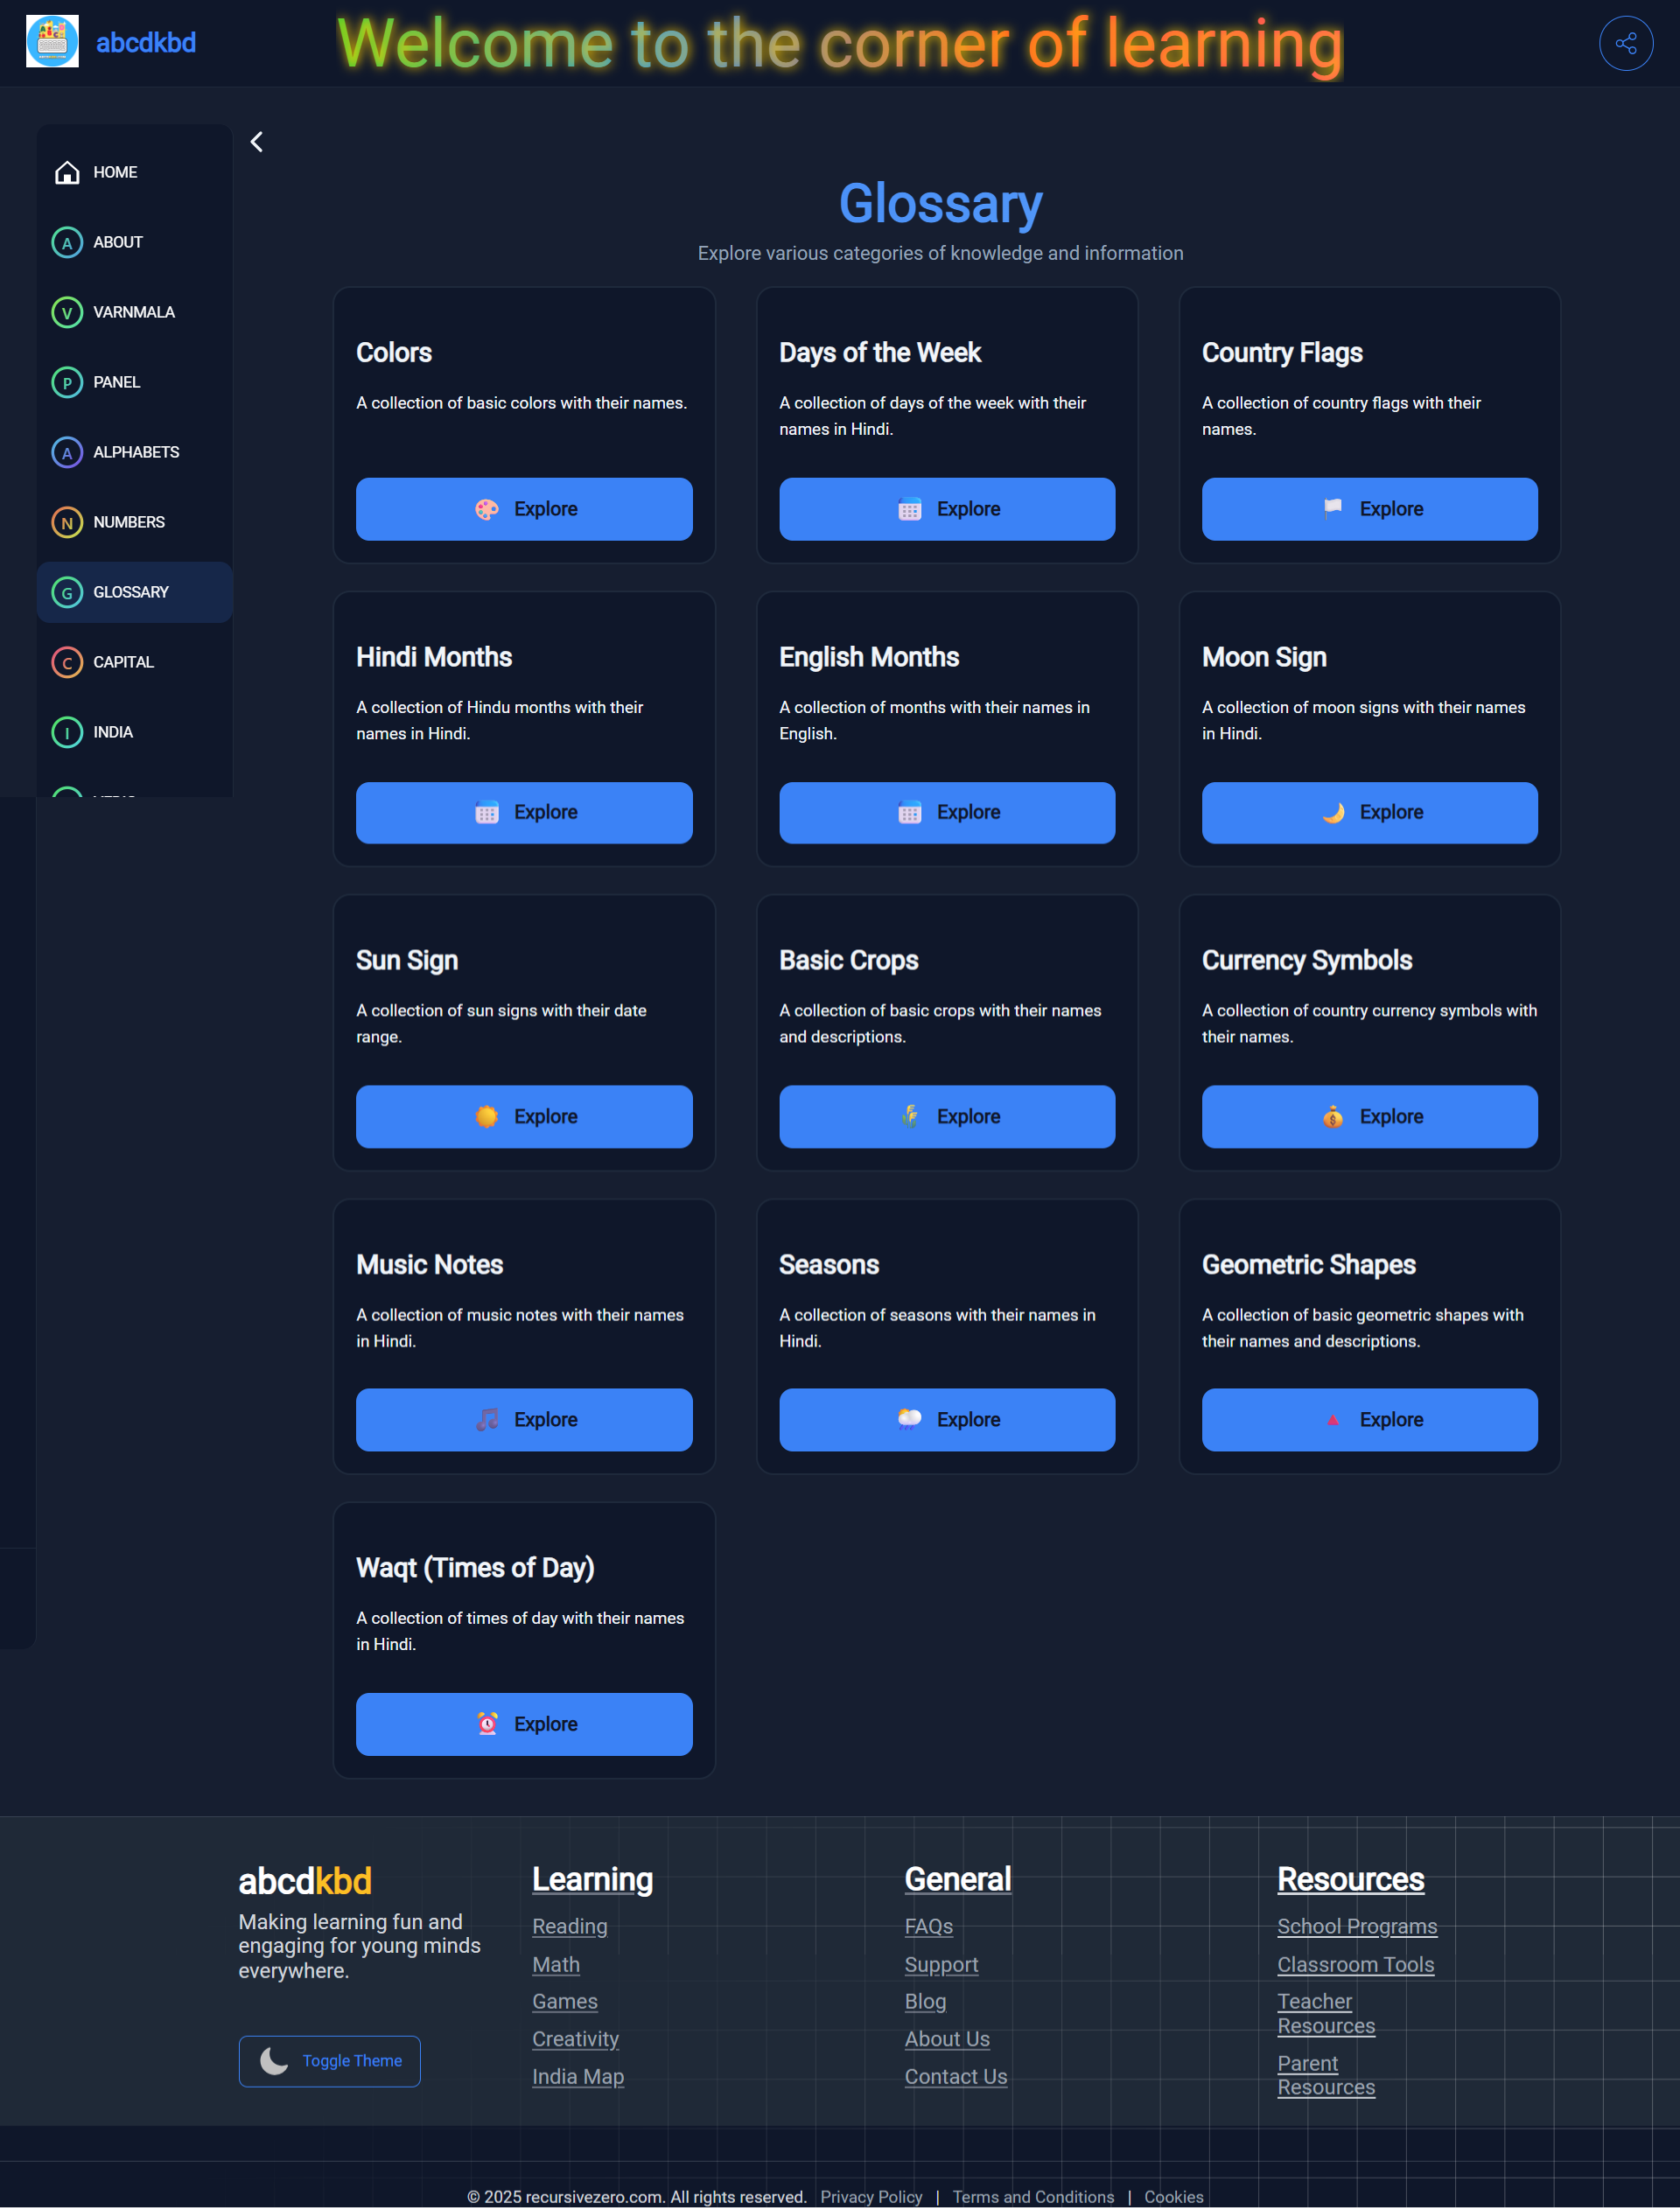 abcdkbd
Welcome to the corner of learning
HOME
A ABOUT
V VARNMALA
P PANEL
A ALPHABETS
N NUMBERS
G GLOSSARY
C CAPITAL
I INDIA
Glossary
Explore various categories of knowledge and information
Colors
A collection of basic colors with their names.
Explore
Days of the Week
A collection of days of the week with their
names in Hindi.
Explore
Country Flags
A collection of country flags with their
names.
Explore
Hindi Months
A collection of Hindu months with their
names in Hindi.
Explore
English Months
A collection of months with their names in
English.
Explore
Moon Sign
A collection of moon signs with their names
in Hindi.
Explore
Sun Sign
A collection of sun signs with their date
range.
Explore
Basic Crops
A collection of basic crops with their names
and descriptions.
Explore
Currency Symbols
A collection of country currency symbols with
their names.
Explore
Music Notes
A collection of music notes with their names
in Hindi.
Explore
Seasons
A collection of seasons with their names in
Hindi.
Explore
Geometric Shapes
A collection of basic geometric shapes with
their names and descriptions.
Explore
Waqt (Times of Day)
A collection of times of day with their names
in Hindi.
Explore
abcdkbd
Making learning fun and
engaging for young minds
everywhere.
Toggle Theme
Learning
Reading
Math
Games
Creativity
India Map
General
FAQs
Support
Blog
About Us
Contact Us
Resources
School Programs
Classroom Tools
Teacher
Resources
Parent
Resources
© 2025 recursivezero.com. All rights reserved. Privacy Policy | Terms and Conditions | Cookies